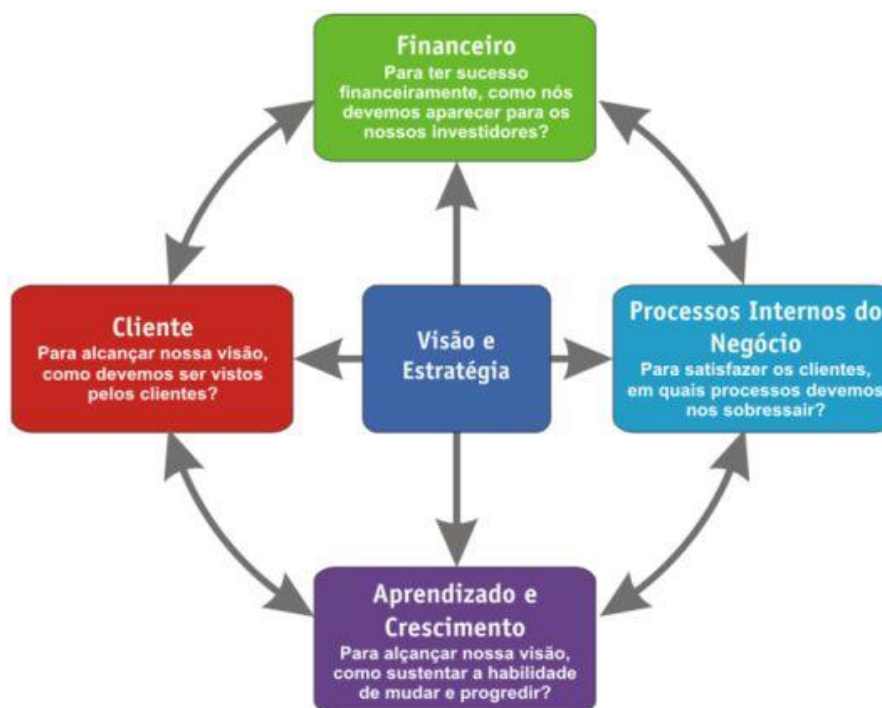 Financeiro
Para ter sucesso
financeiramente, como nós
devemos aparecer para os
nossos investidores?
Cliente
Para alcançar nossa visão,
como devemos ser vistos
pelos clientes?
Visão e
Estratégia
Processos Internos do
Negócio
Para satisfazer os clientes,
em quais processos devemos
nos sobressair?
Aprendizado e
Crescimento
Para alçançar nossa visão,
como sustentar a habilidade
de mudar e progredir?